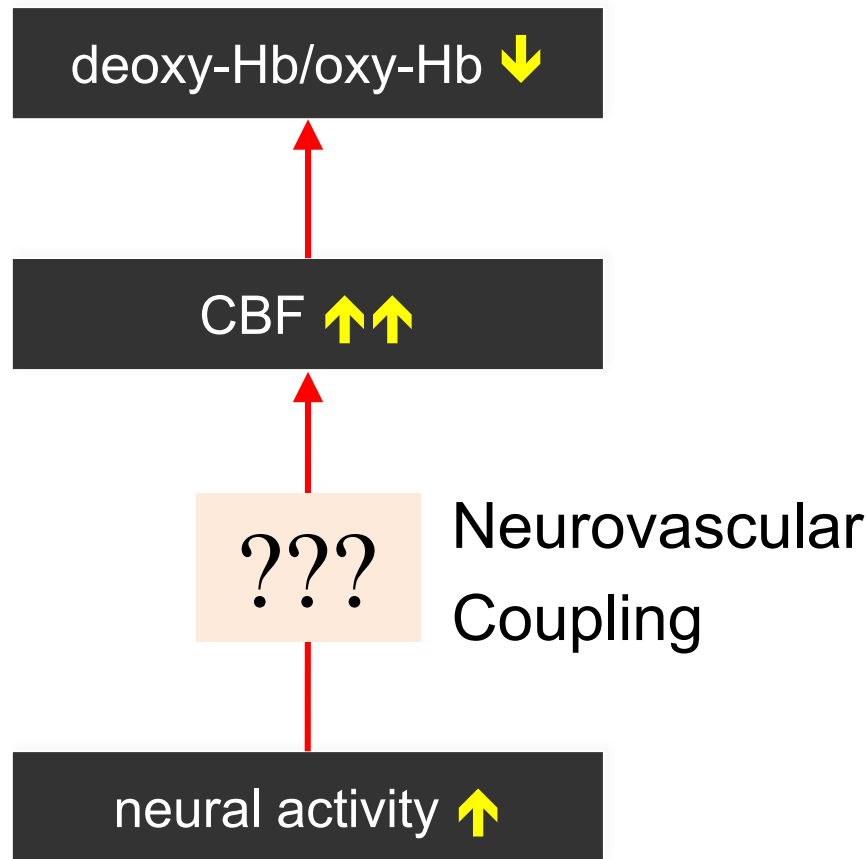 deoxy-Hb/oxy-Hb ↓
CBF ↑↑
???
Neurovascular
Coupling
neural activity ↑